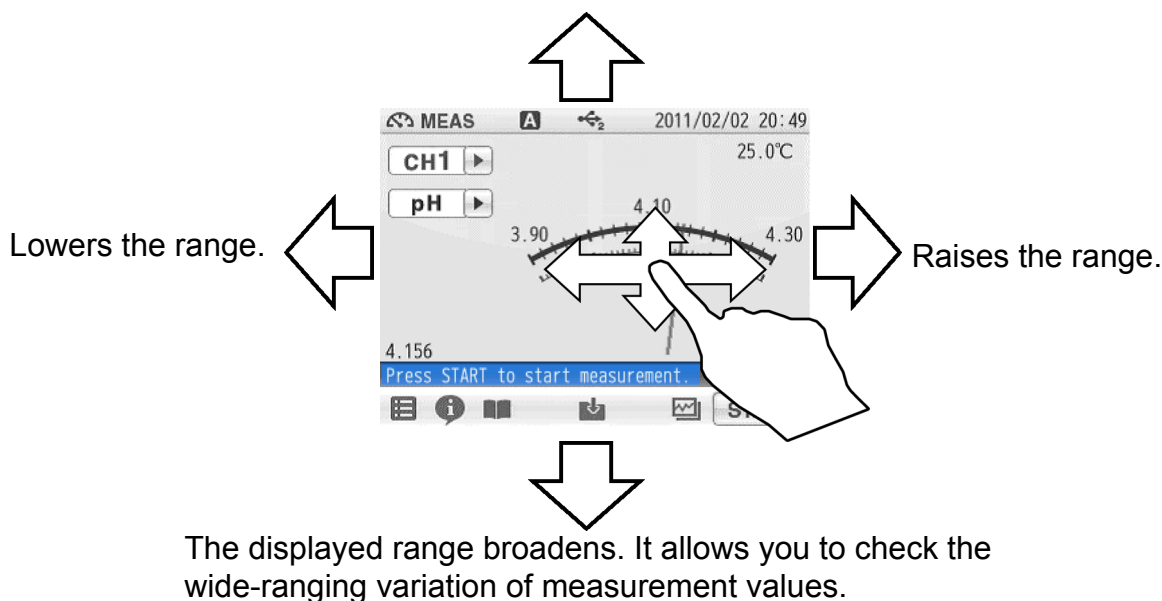 MEAS A 2 2011/02/02 20:49
CH1 25.0℃
pH
4.10
3.90 4.30
Lowers the range. Raises the range.
4.156
Press START to start measurement.
The displayed range broadens. It allows you to check the
wide-ranging variation of measurement values.